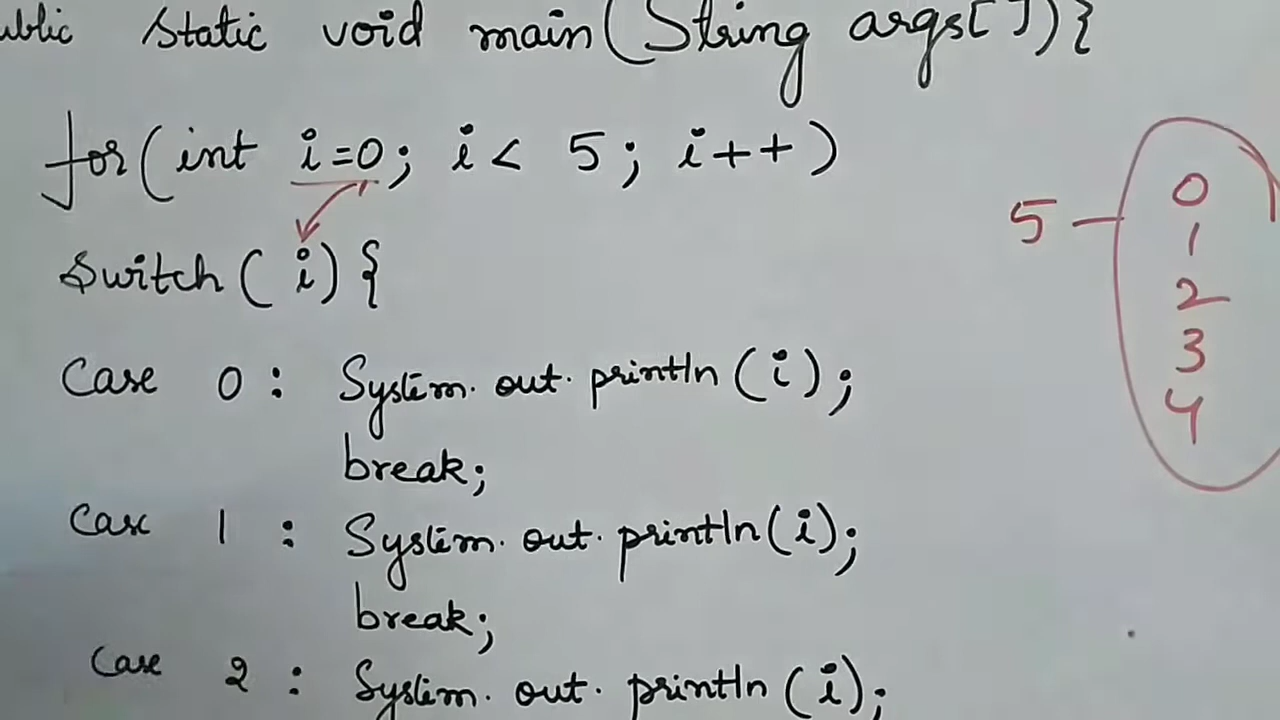 ublic static void main(String args[]){
for(int i=0; i< 5; i++)
switch(i){
Case 0: System.out.println(i);
break;
Case 1: System.out.println(i);
break;
Case 2: System.out.println(i);
5 - 0
1
2
3
4